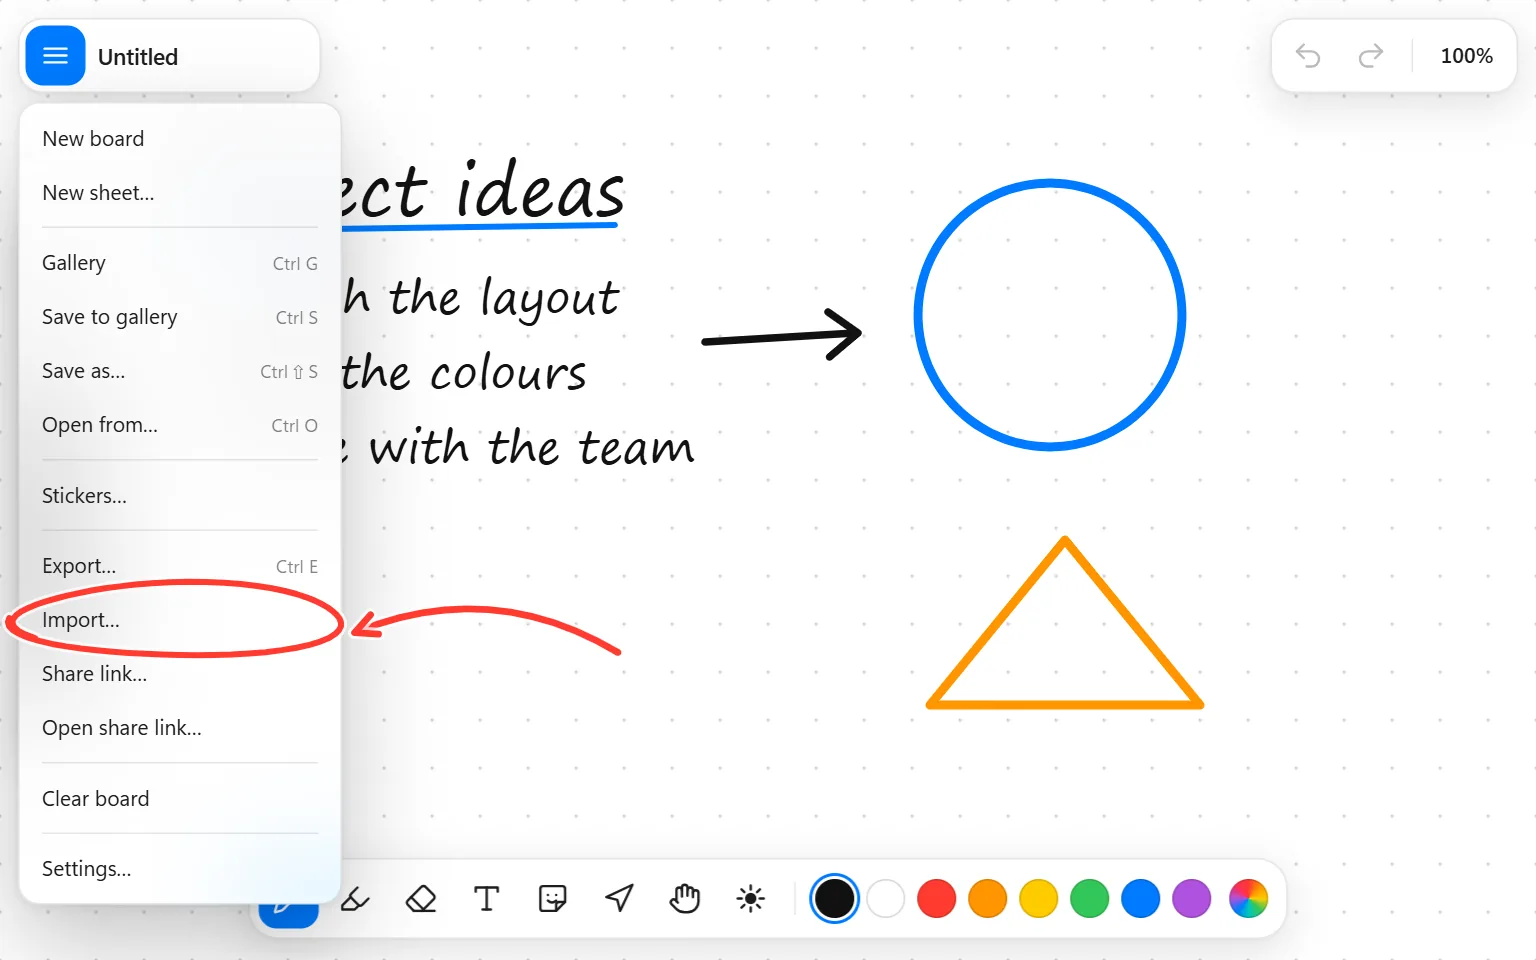 Untitled
100%
New board
New sheet...
Gallery Ctrl G
Save to gallery Ctrl S
Save as... Ctrl ⇧ S
Open from... Ctrl O
Stickers...
Export... Ctrl E
Import...
Share link...
Open share link...
Clear board
Settings...
ect ideas
h the layout
the colours
with the team